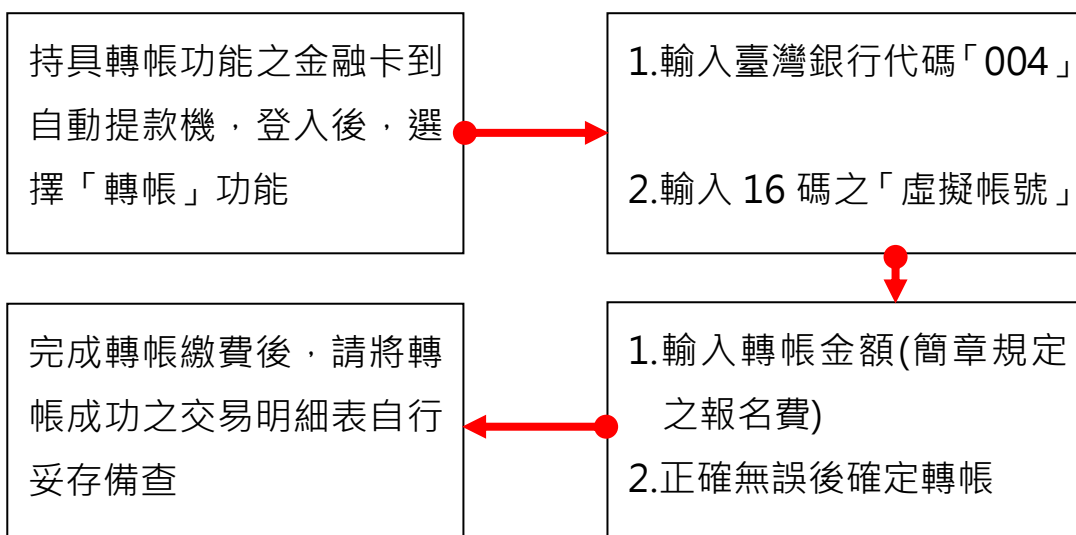 持具轉帳功能之金融卡到
自動提款機，登入後，選
擇「轉帳」功能
1.輸入臺灣銀行代碼「004」
2.輸入 16 碼之「虛擬帳號」
1.輸入轉帳金額(簡章規定
之報名費)
2.正確無誤後確定轉帳
完成轉帳繳費後，請將轉
帳成功之交易明細表自行
妥存備查